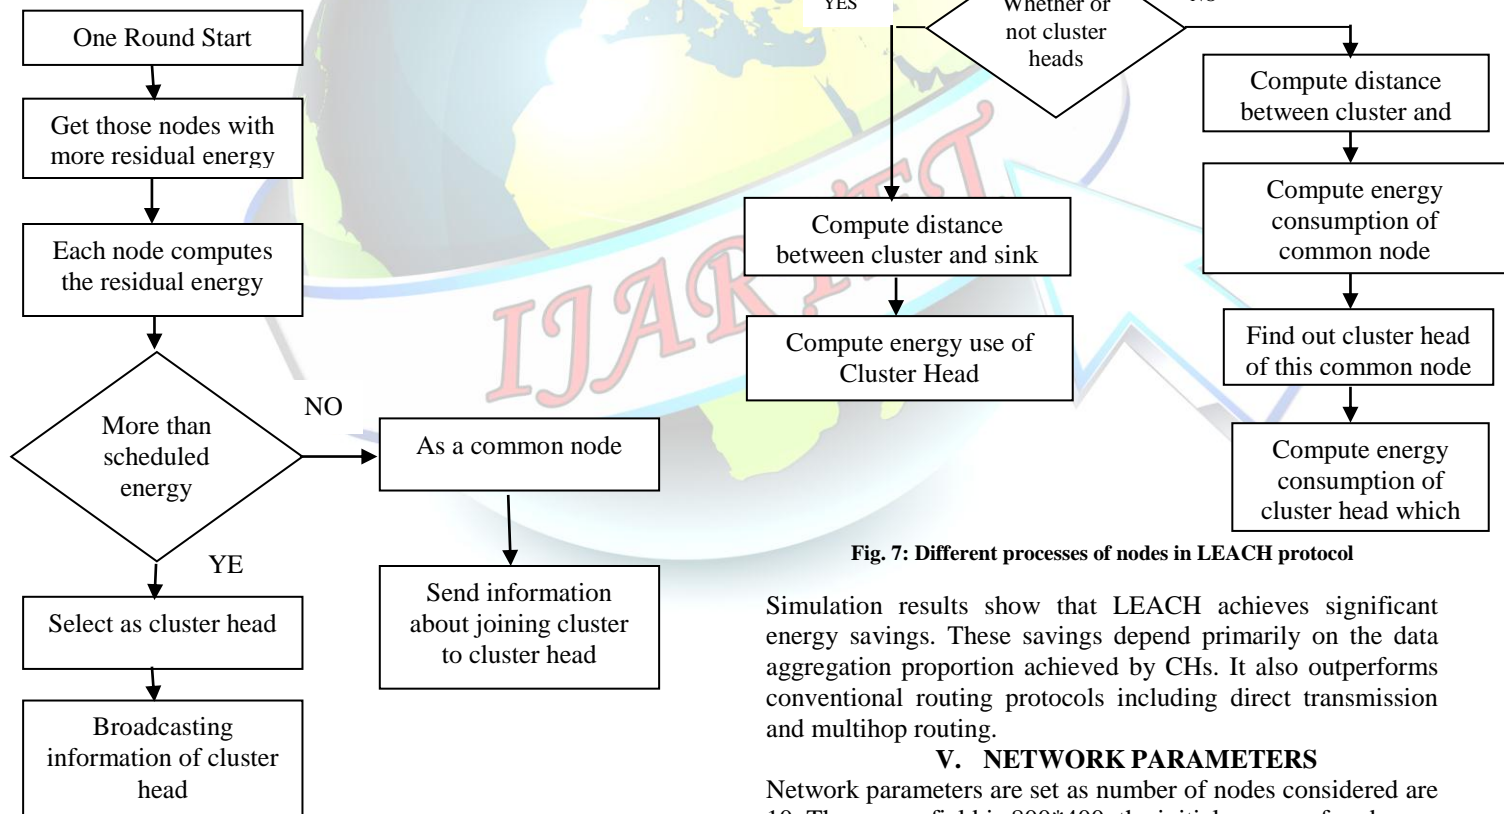 One Round Start
Get those nodes with
more residual energy
Each node computes
the residual energy
More than
scheduled
energy
NO
YE
As a common node
Send information
about joining cluster
to cluster head
Select as cluster head
Broadcasting
information of cluster
head
YES
Whether or
not cluster
heads
NO
Compute distance
between cluster and sink
Compute energy use of
Cluster Head
Compute distance
between cluster and
Compute energy
consumption of
common node
Find out cluster head
of this common node
Compute energy
consumption of
cluster head which
IJARTET
Fig. 7: Different processes of nodes in LEACH protocol
Simulation results show that LEACH achieves significant
energy savings. These savings depend primarily on the data
aggregation proportion achieved by CHs. It also outperforms
conventional routing protocols including direct transmission
and multihop routing.
V. NETWORK PARAMETERS
Network parameters are set as number of nodes considered are